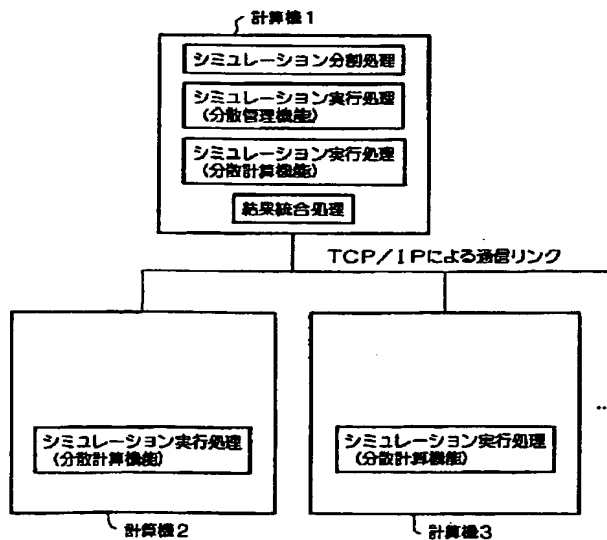 計算機1
シミュレーション分割処理
シミュレーション実行処理
(分散管理機能)
シミュレーション実行処理
(分散計算機能)
結果統合処理
TCP/IPによる通信リンク
シミュレーション実行処理
(分散計算機能)
シミュレーション実行処理
(分散計算機能)
…
計算機2
計算機3